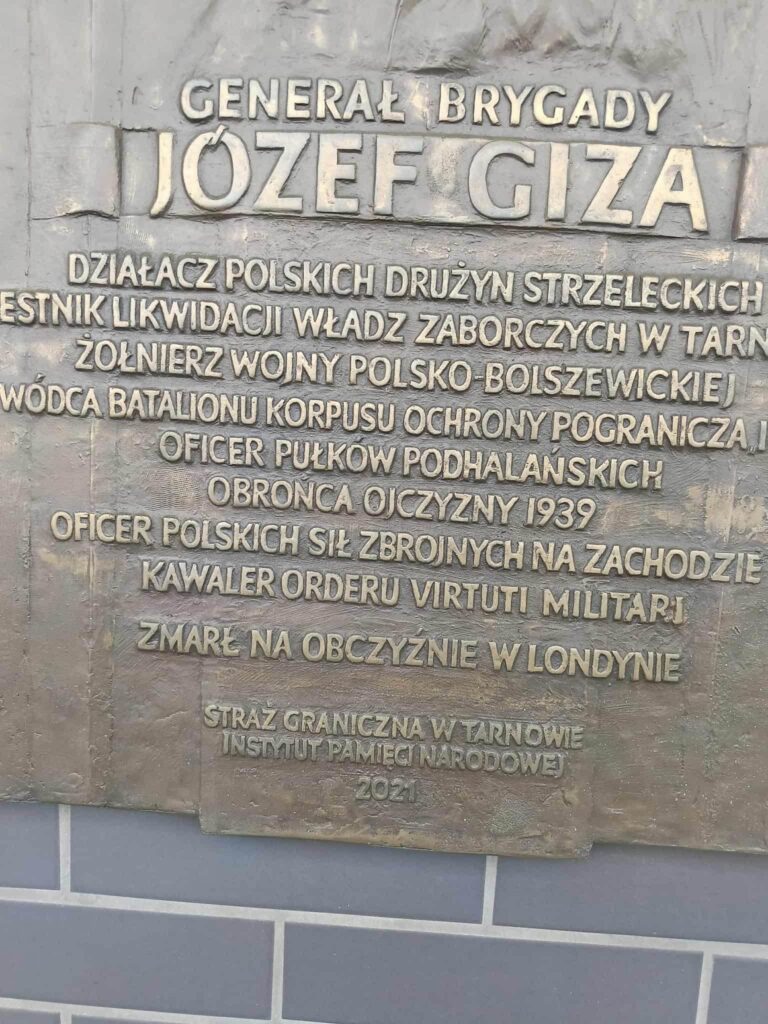 GENERAŁ BRYGADY
JÓZEF GIZA
DZIAŁACZ POLSKICH DRUŻYN STRZELECKICH
ESTNIK LIKWIDACJI WŁADZ ZABORCZYCH W TARN
ŻOŁNIERZ WOJNY POLSKO-BOLSZEWICKIEJ
WÓDCA BATALIONU KORPUSU OCHRONY POGRANICZA „I
OFICER PUŁKÓW PODHALAŃSKICH
OBROŃCA OJCZYZNY 1939
OFICER POLSKICH SIŁ ZBROJNYCH NA ZACHODZIE
KAWALER ORDERU VIRTUTI MILITARI
ZMARŁ NA OBCZYŹNIE W LONDYNIE
STRAŻ GRANICZNA W TARNOWIE
INSTYTUT PAMIĘCI NARODOWEJ
2021